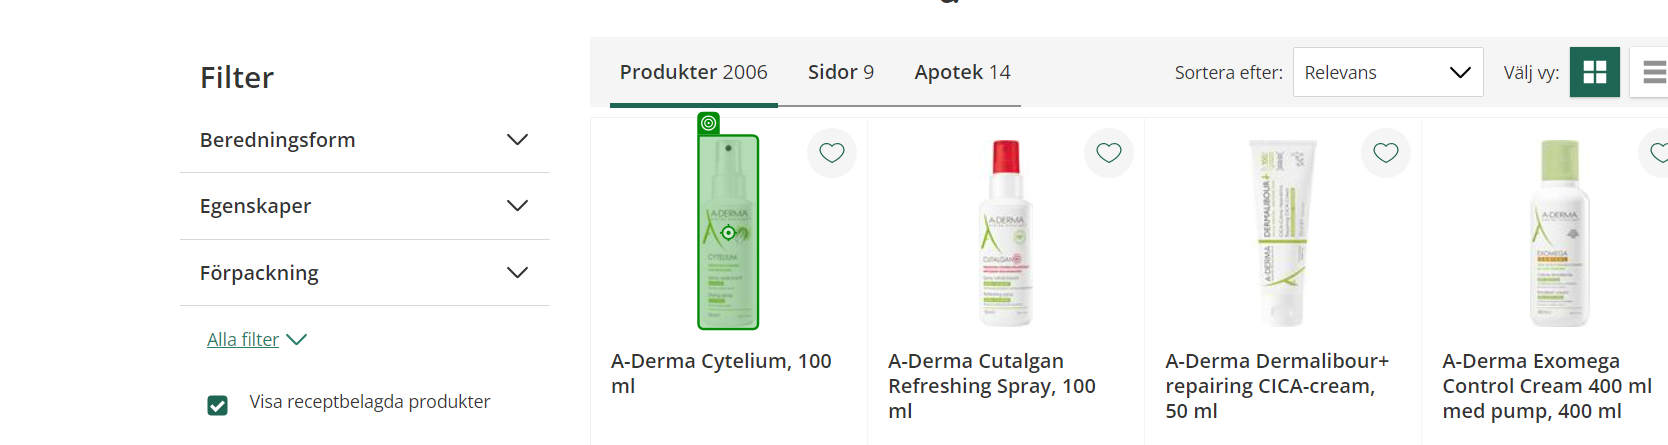 Filter
Beredningsform
Egenskaper
Förpackning
Alla filter
Visa receptbelagda produkter
Produkter 2006 Sidor 9 Apotek 14
Sortera efter: Relevans Välj vy:
A-DERMA
CYTELIUM
A-Derma Cytelium, 100
ml
A-DERMA
CUTALGAN
A-Derma Cutalgan
Refreshing Spray, 100
ml
A-DERMA
DERMALIBOUR+
A-Derma Dermalibour+
repairing CICA-cream,
50 ml
A-DERMA
EXOMEGA
CONTROL
A-Derma Exomega
Control Cream 400 ml
med pump, 400 ml